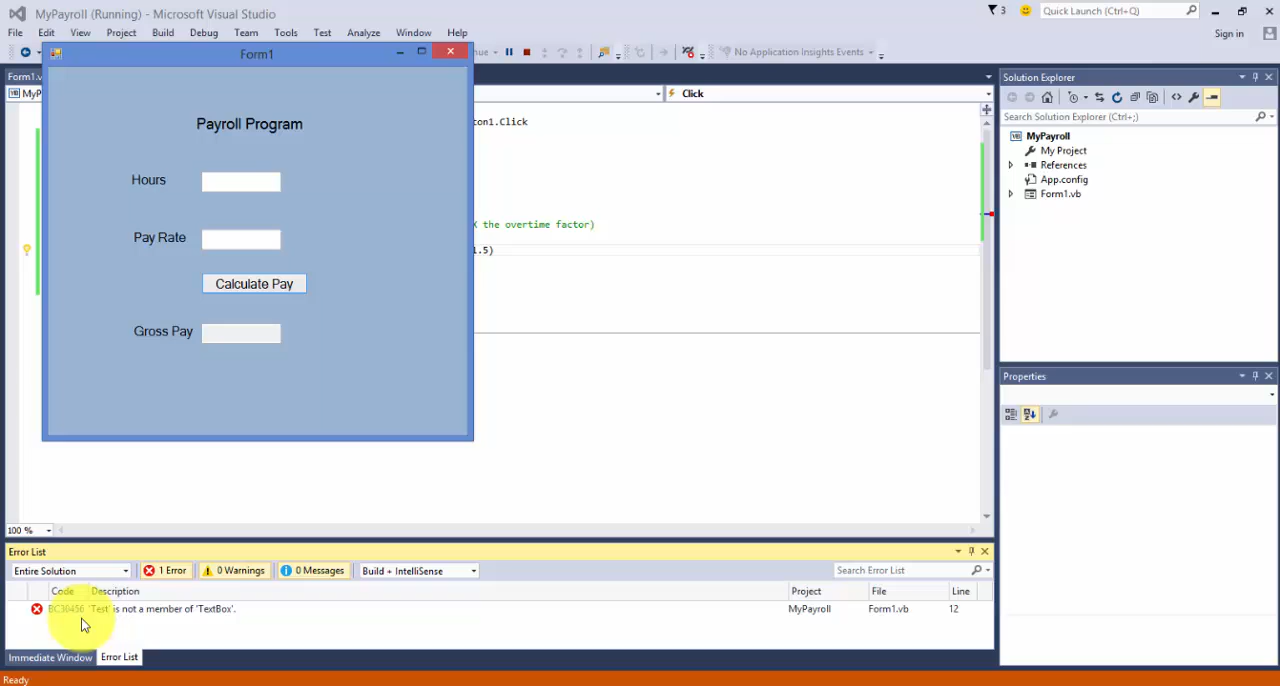 MyPayroll (Running) - Microsoft Visual Studio
3
Quick Launch (Ctrl+Q)
File Edit View Project Build Debug Team Tools Test Analyze Window Help
Sign in
No Application Insights Events
Form1
Payroll Program
Hours
Pay Rate
Calculate Pay
Gross Pay
Click
ton1.Click
the overtime factor)
1.5)
Solution Explorer
Search Solution Explorer (Ctrl+;)
MyPayroll
My Project
References
App.config
Form1.vb
Properties
100 %
Error List
Entire Solution 1 Error 0 Warnings 0 Messages Build + IntelliSense Search Error List
Code Description Project File Line
BC30456 'Test' is not a member of 'TextBox'. MyPayroll Form1.vb 12
Immediate Window Error List
Ready